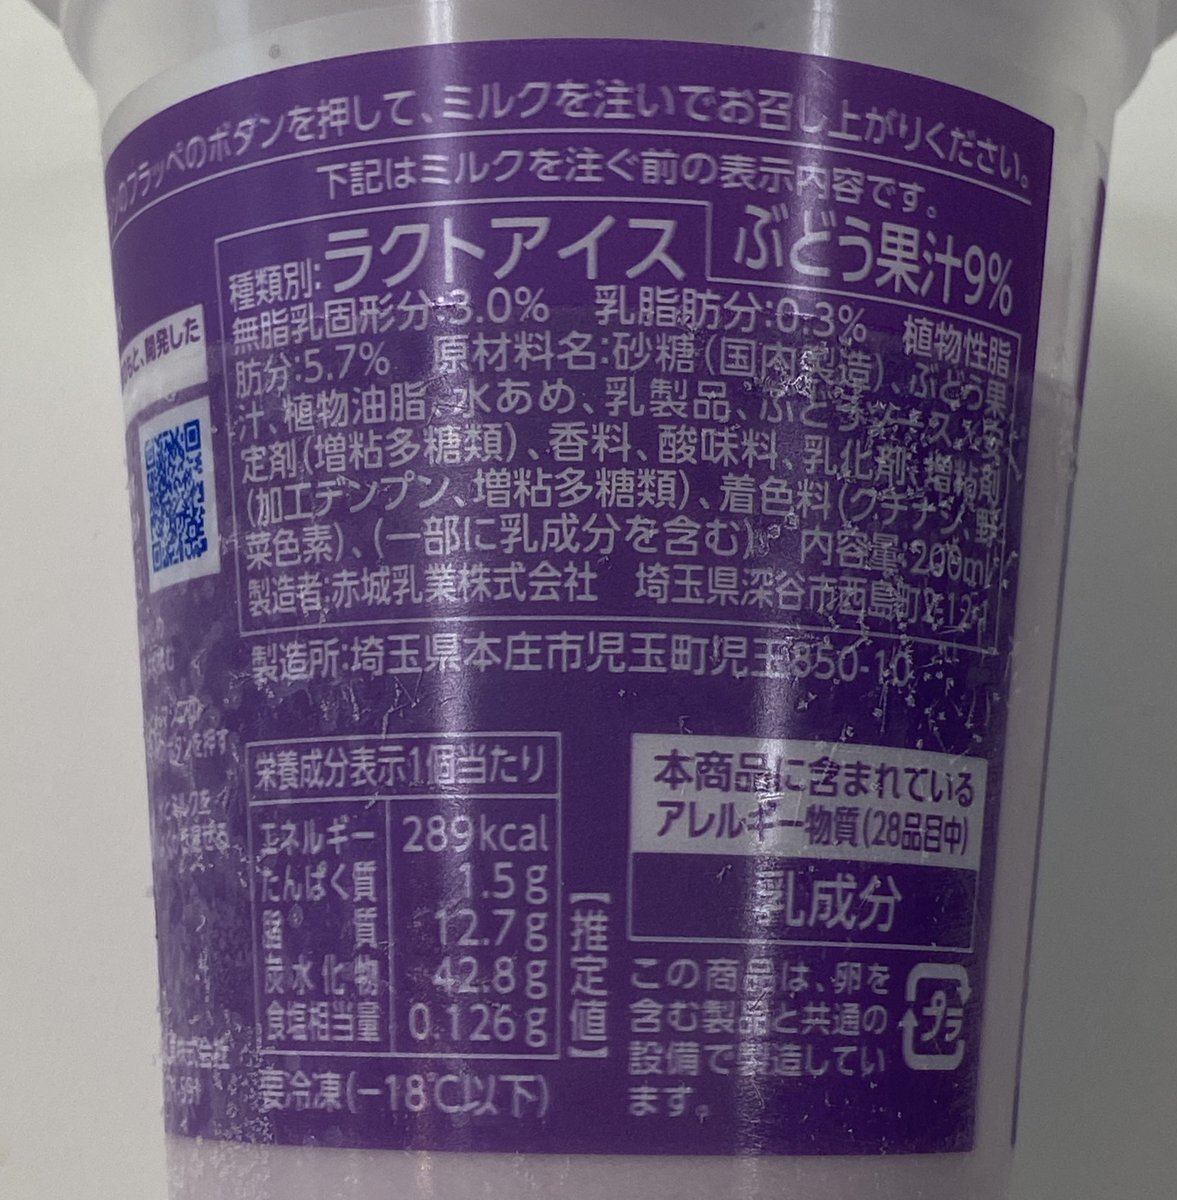 フラッペのボタンを押して、ミルクを注いでお召し上がりください。
下記はミルクを注ぐ前の表示内容です。
種類別:ラクトアイス ぶどう果汁9%
無脂乳固形分:3.0% 乳脂肪分:0.3% 植物性脂
肪分:5.7% 原材料名:砂糖(国内製造)、ぶどう果
汁、植物油脂、水あめ、乳製品、ぶどうエキス/安
定剤(増粘多糖類)、香料、酸味料、乳化剤、増粘剤
(加工デンプン、増粘多糖類)、着色料(クチナシ、野
菜色素)、(一部に乳成分を含む) 内容量:200ml
製造者:赤城乳業株式会社 埼玉県深谷市西島町2-12-1
製造所:埼玉県本庄市児玉町児玉850-10
開発した
栄養成分表示1個当たり
エネルギー 289kcal
たんぱく質 1.5g
脂質 12.7g
炭水化物 42.8g
食塩相当量 0.126g
【推定値】
要冷凍(−18℃以下)
本商品に含まれている
アレルギー物質(28品目中)
乳成分
この商品は、卵を
含む製品と共通の
設備で製造してい
ます。
プラ